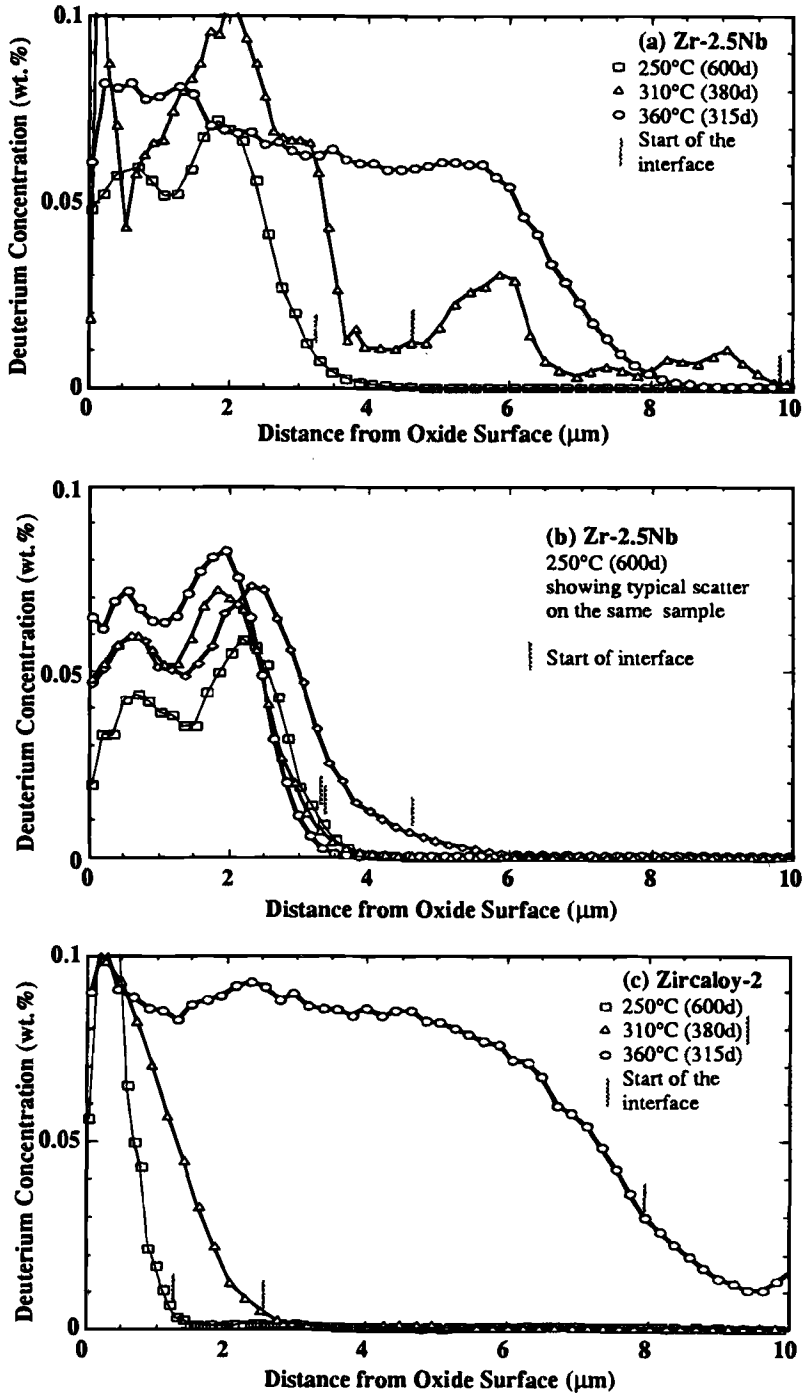 (a) Zr-2.5Nb
250°C (600d)
310°C (380d)
360°C (315d)
Start of the
interface
Deuterium Concentration (wt.%)
0.1
0.05
0
0 2 4 6 8 10
Distance from Oxide Surface (μm)
(b) Zr-2.5Nb
250°C (600d)
showing typical scatter
on the same sample
Start of interface
Deuterium Concentration (wt.%)
0.1
0.05
0
0 2 4 6 8 10
Distance from Oxide Surface (μm)
(c) Zircaloy-2
250°C (600d)
310°C (380d)
360°C (315d)
Start of the
interface
Deuterium Concentration (wt.%)
0.1
0.05
0
0 2 4 6 8 10
Distance from Oxide Surface (μm)